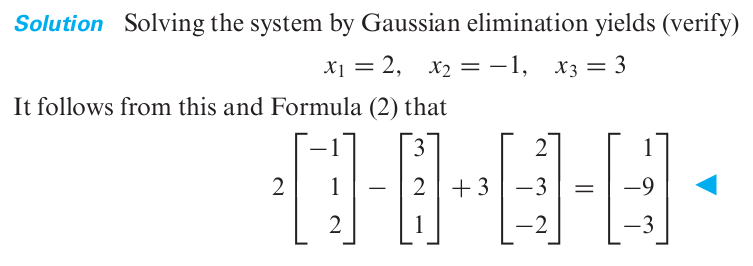 Solution Solving the system by Gaussian elimination yields (verify)
x₁ = 2, x₂ = −1, x₃ = 3
It follows from this and Formula (2) that
2 [−1 1 2] − [3 2 1] + 3 [2 −3 −2] = [1 −9 −3]